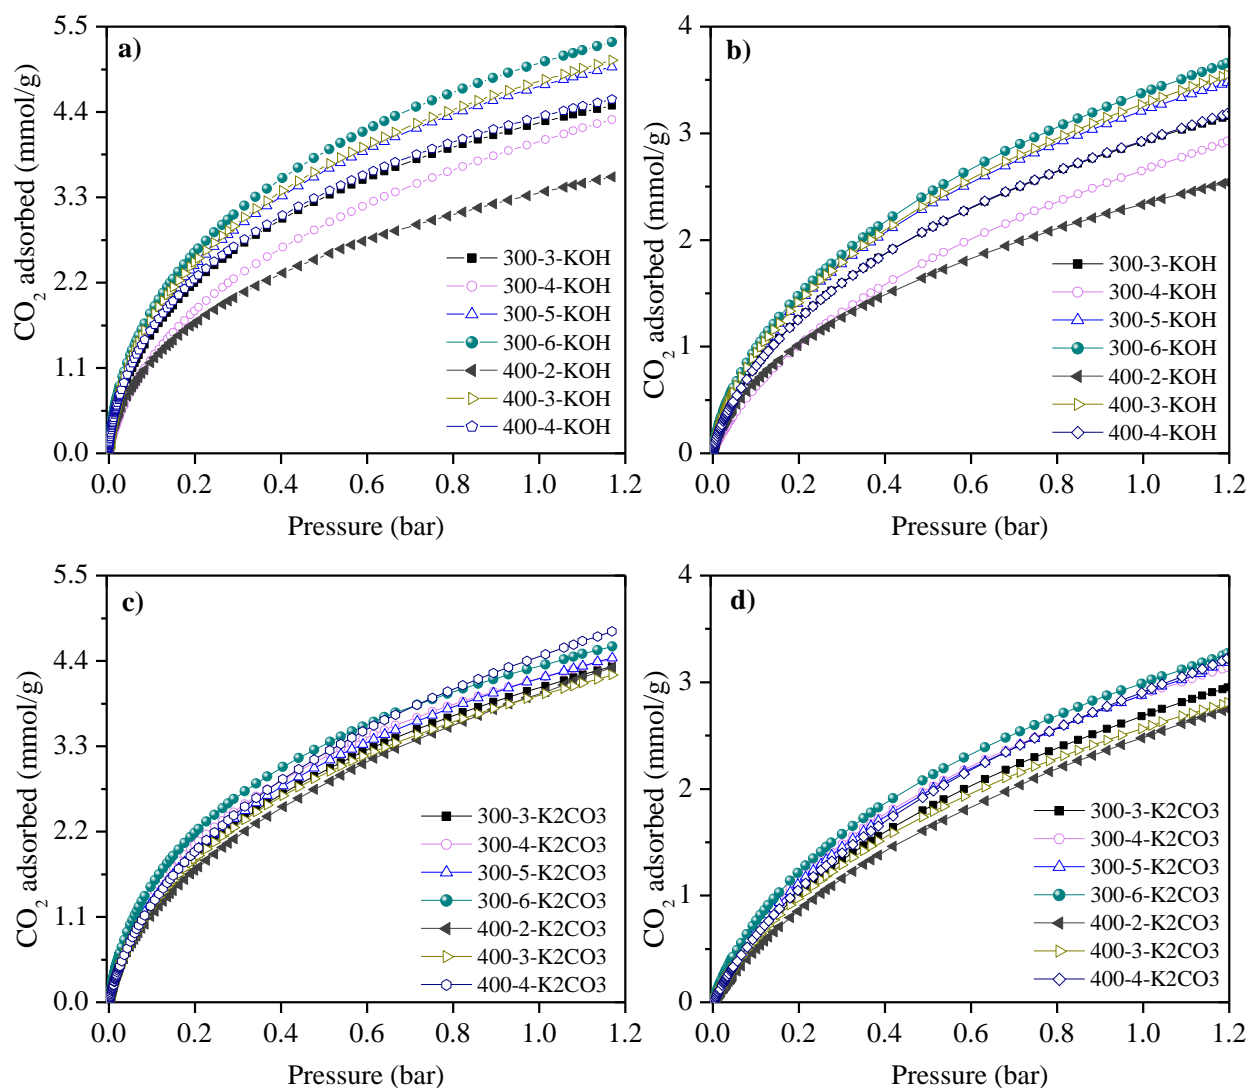 a)
5.5
4.4
3.3
2.2
1.1
0.0
CO2 adsorbed (mmol/g)
300-3-KOH
300-4-KOH
300-5-KOH
300-6-KOH
400-2-KOH
400-3-KOH
400-4-KOH
0.0 0.2 0.4 0.6 0.8 1.0 1.2
Pressure (bar)
b)
4
3
2
1
0
CO2 adsorbed (mmol/g)
300-3-KOH
300-4-KOH
300-5-KOH
300-6-KOH
400-2-KOH
400-3-KOH
400-4-KOH
0.0 0.2 0.4 0.6 0.8 1.0 1.2
Pressure (bar)
c)
5.5
4.4
3.3
2.2
1.1
0.0
CO2 adsorbed (mmol/g)
300-3-K2CO3
300-4-K2CO3
300-5-K2CO3
300-6-K2CO3
400-2-K2CO3
400-3-K2CO3
400-4-K2CO3
0.0 0.2 0.4 0.6 0.8 1.0 1.2
Pressure (bar)
d)
4
3
2
1
0
CO2 adsorbed (mmol/g)
300-3-K2CO3
300-4-K2CO3
300-5-K2CO3
300-6-K2CO3
400-2-K2CO3
400-3-K2CO3
400-4-K2CO3
0.0 0.2 0.4 0.6 0.8 1.0 1.2
Pressure (bar)